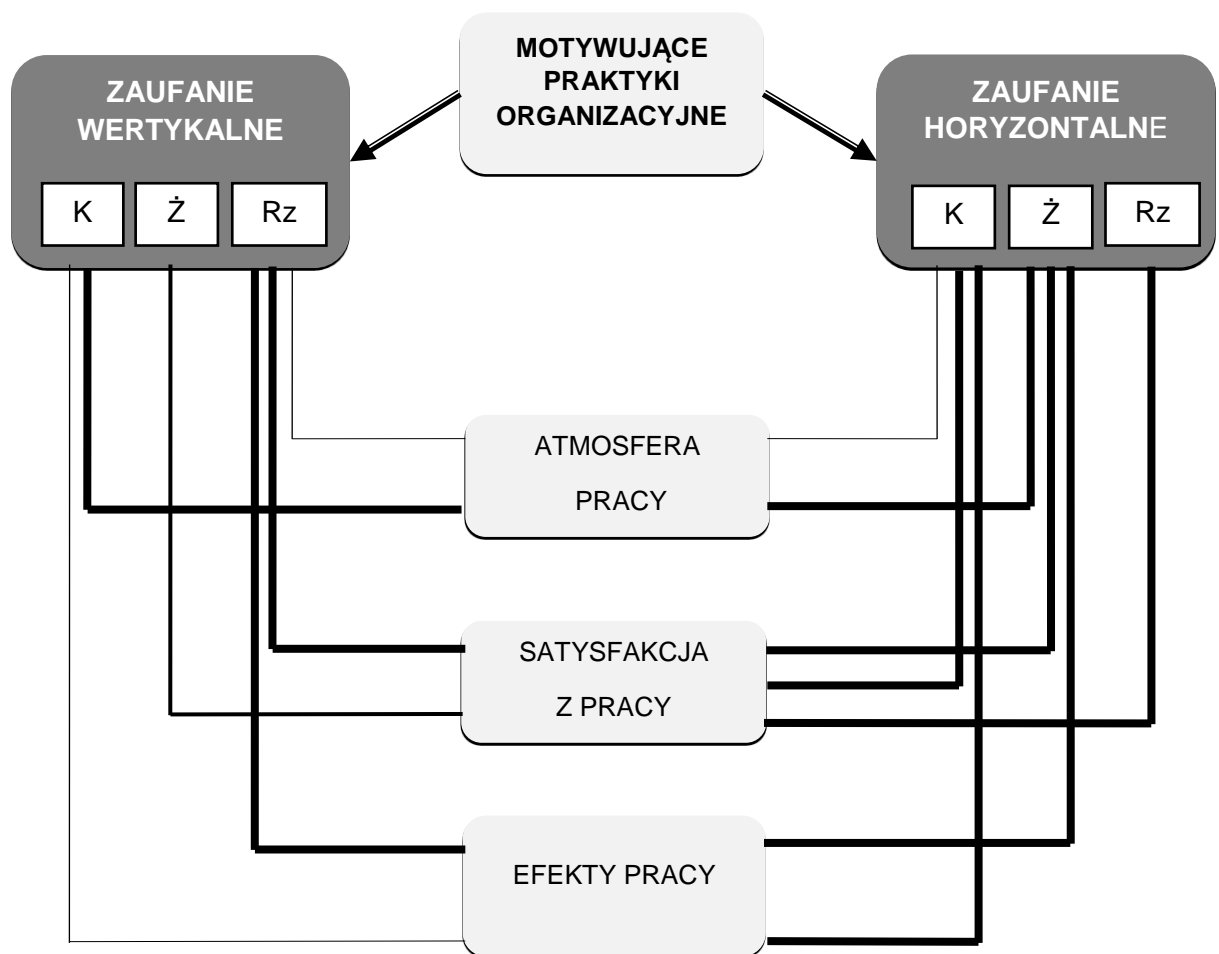 MOTYWUJĄCE
PRAKTYKI
ORGANIZACYJNE
ZAUFANIE
WERTYKALNE
K Ż Rz
ZAUFANIE
HORYZONTALNE
K Ż Rz
ATMOSFERA
PRACY
SATYSFAKCJA
Z PRACY
EFEKTY PRACY